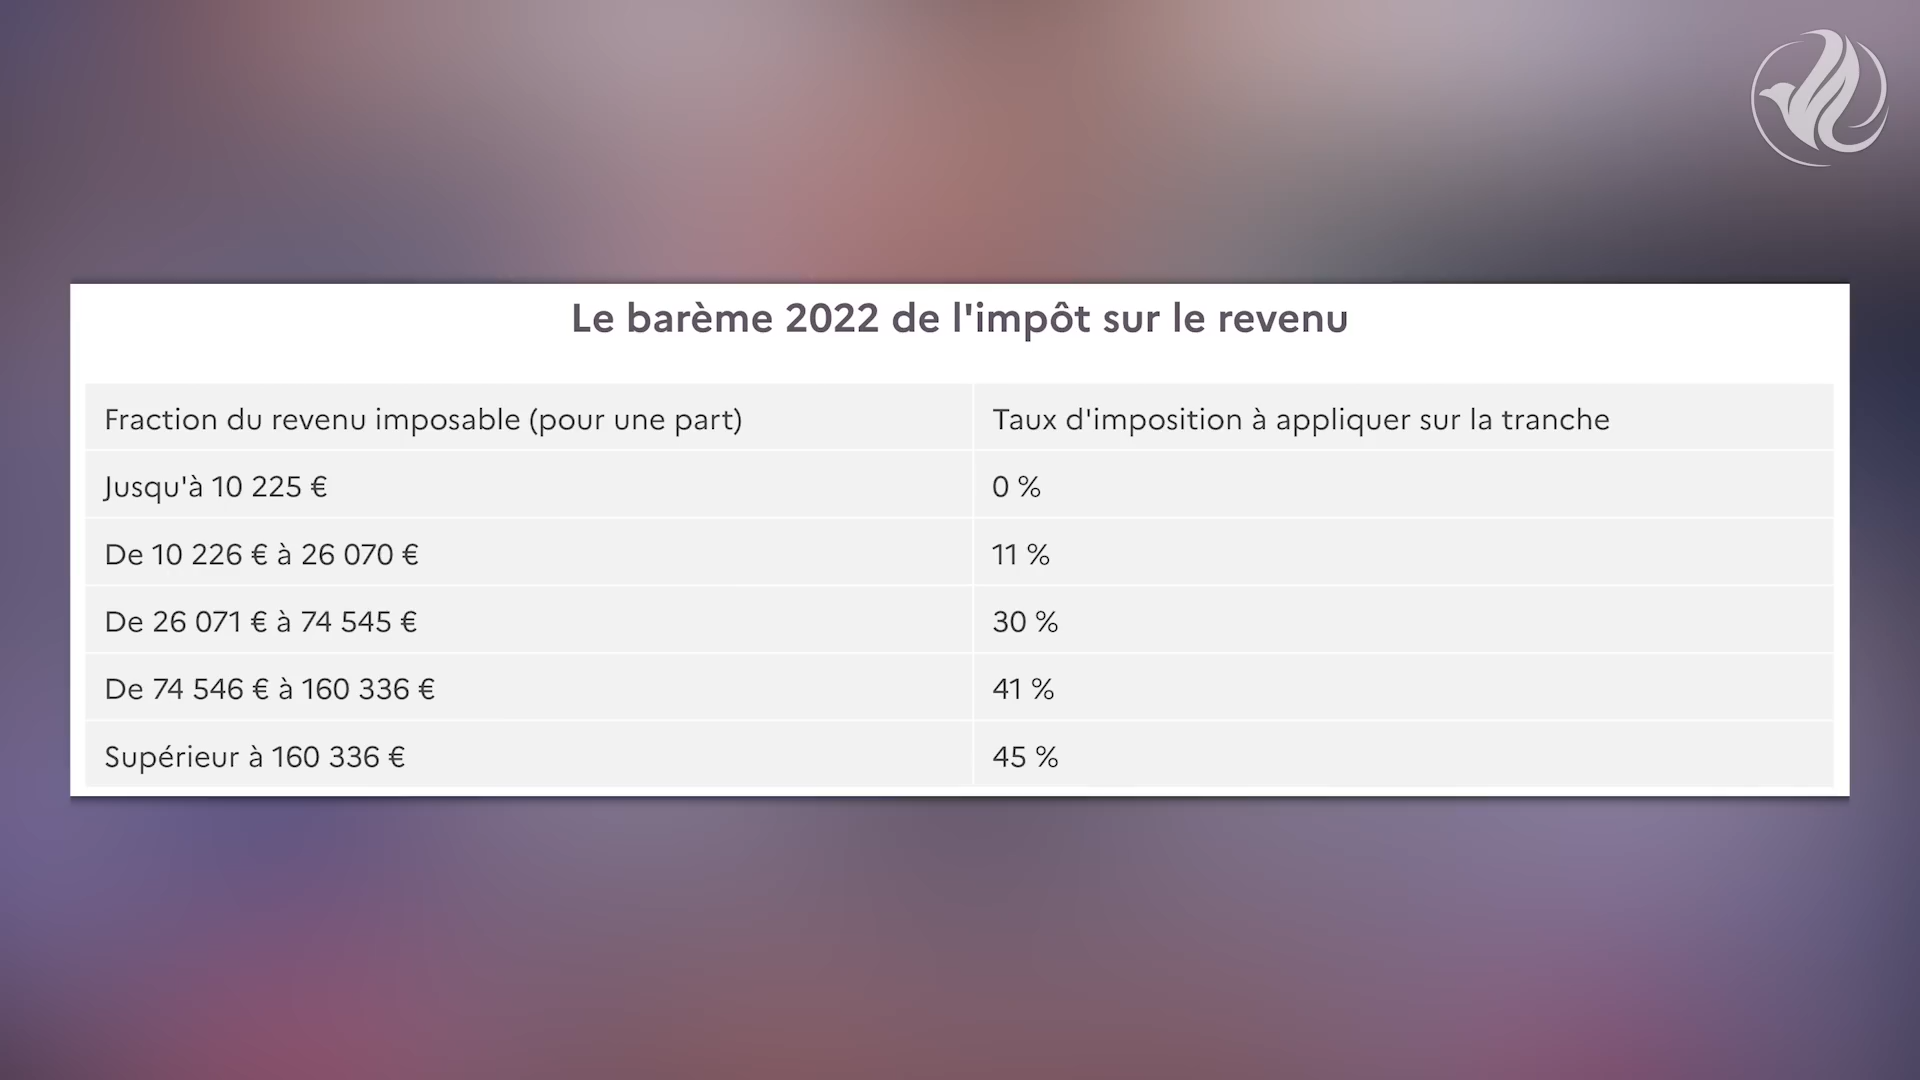 Le barème 2022 de l'impôt sur le revenu
Fraction du revenu imposable (pour une part) Taux d'imposition à appliquer sur la tranche
Jusqu'à 10 225 € 0 %
De 10 226 € à 26 070 € 11 %
De 26 071 € à 74 545 € 30 %
De 74 546 € à 160 336 € 41 %
Supérieur à 160 336 € 45 %